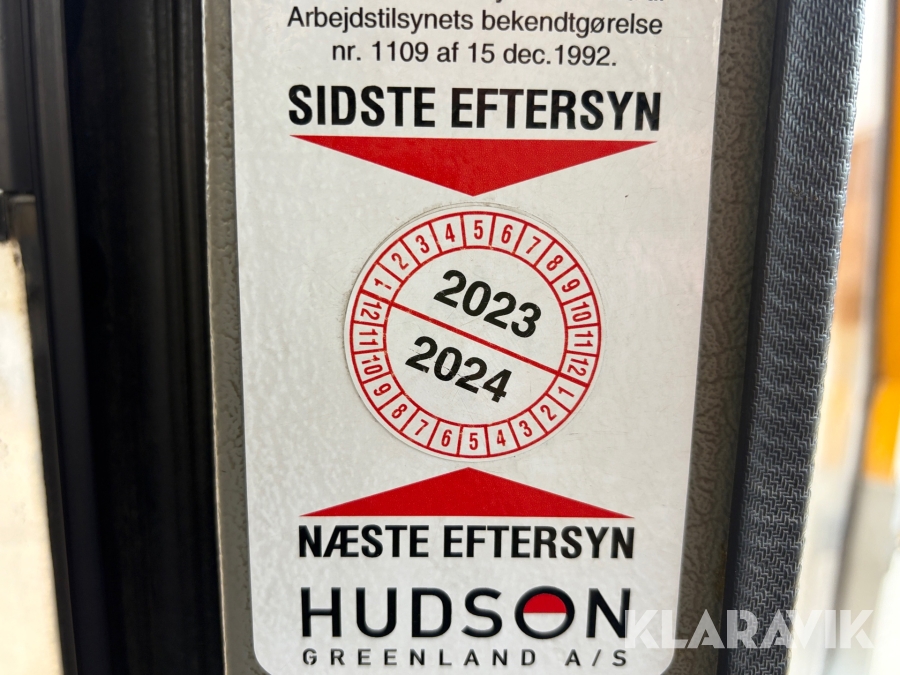 Arbejdstilsynets bekendtgørelse
nr. 1109 af 15 dec.1992.
SIDSTE EFTERSYN
1 2 3 4 5 6 7 8 9 10 11 12
2023
2024
12 11 10 9 8 7 6 5 4 3 2 1
NÆSTE EFTERSYN
HUDSON
GREENLAND A/S
KLARAVIK